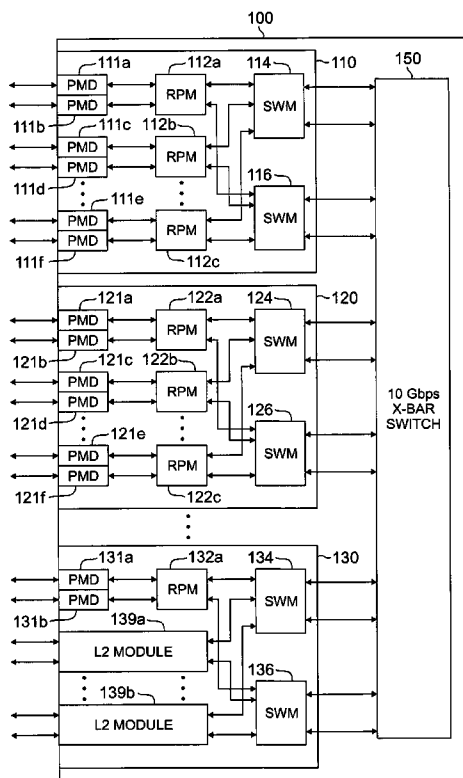 100
110
150
111a
112a
114
PMD
RPM
SWM
PMD
111b
111c
112b
PMD
RPM
PMD
111d
116
111e
SWM
PMD
RPM
PMD
111f
112c
120
121a
122a
124
PMD
RPM
SWM
PMD
121b
121c
122b
PMD
RPM
PMD
121d
126
121e
SWM
PMD
RPM
PMD
121f
122c
10 Gbps
X-BAR
SWITCH
130
131a
132a
134
PMD
RPM
SWM
PMD
131b
139a
L2 MODULE
136
139b
SWM
L2 MODULE